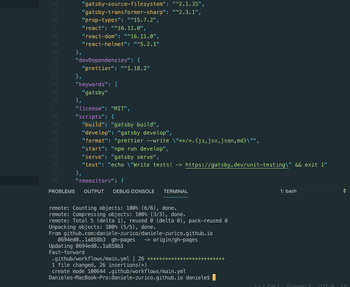 "gatsby-source-filesystem": "^2.1.35",
"gatsby-transformer-sharp": "^2.3.1",
"prop-types": "^15.7.2",
"react": "^16.11.0",
"react-dom": "^16.11.0",
"react-helmet": "^5.2.1"
},
"devDependencies": {
"prettier": "^1.18.2"
},
"keywords": [
"gatsby"
],
"license": "MIT",
"scripts": {
"build": "gatsby build",
"develop": "gatsby develop",
"format": "prettier --write \"**/*.{js,jsx,json,md}\"",
"start": "npm run develop",
"serve": "gatsby serve",
"test": "echo \"Write tests! -> https://gatsby.dev/unit-testing\" && exit 1"
},
"repository": {
PROBLEMS OUTPUT DEBUG CONSOLE TERMINAL 1: bash
remote: Counting objects: 100% (6/6), done.
remote: Compressing objects: 100% (3/3), done.
remote: Total 5 (delta 1), reused 0 (delta 0), pack-reused 0
Unpacking objects: 100% (5/5), done.
From github.com:daniele-zurico/daniele-zurico.github.io
0694ed0..1a858b3 gh-pages -> origin/gh-pages
Updating 0694ed0..1a858b3
Fast-forward
.github/workflows/main.yml | 26 ++++++++++++++++++++++++++
1 file changed, 26 insertions(+)
create mode 100644 .github/workflows/main.yml
Danieles-MacBook-Pro:daniele-zurico.github.io daniele$